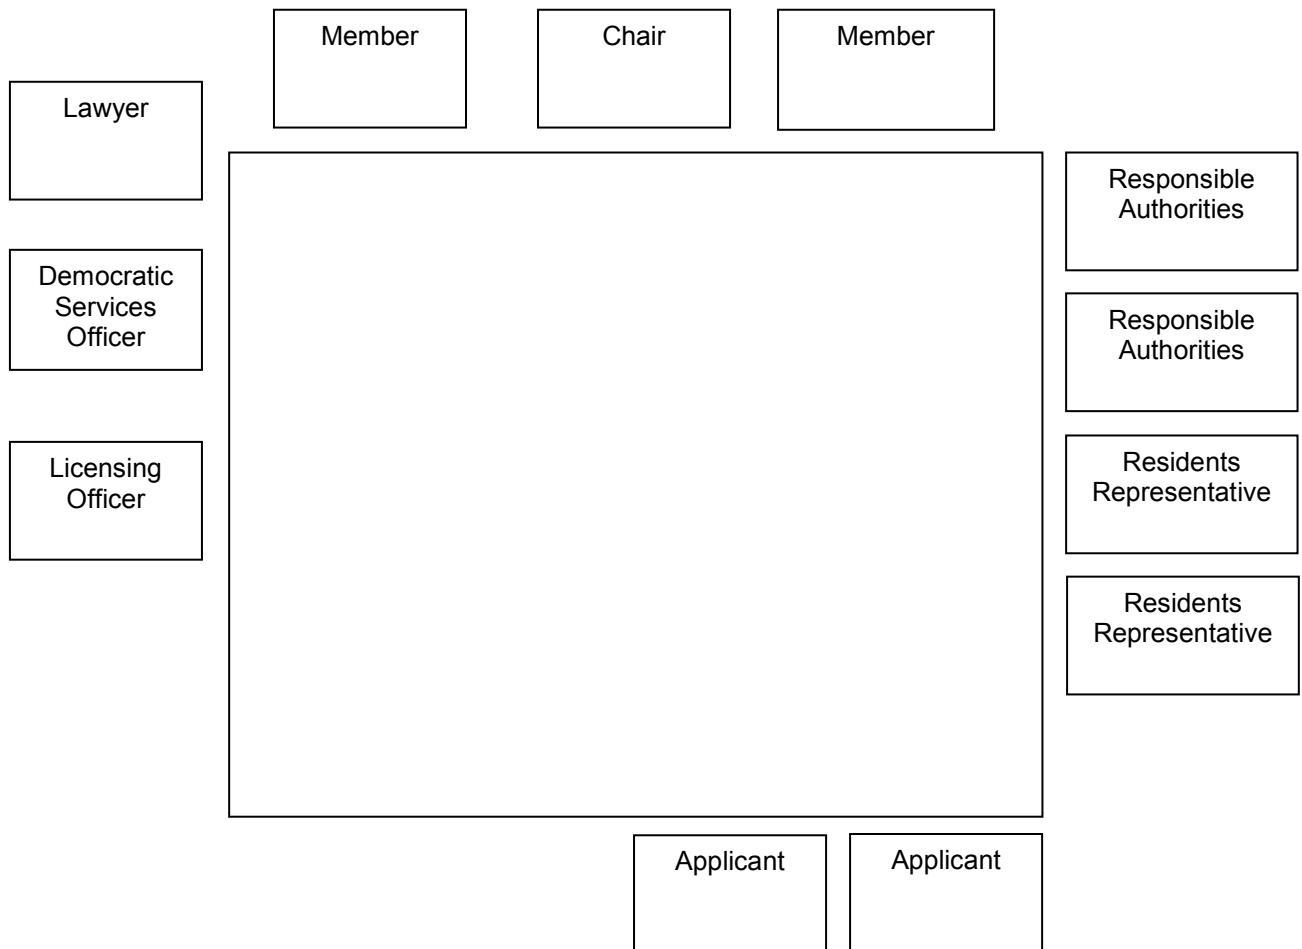 Member
Chair
Member
Lawyer
Democratic
Services
Officer
Licensing
Officer
Responsible
Authorities
Responsible
Authorities
Residents
Representative
Residents
Representative
Applicant
Applicant